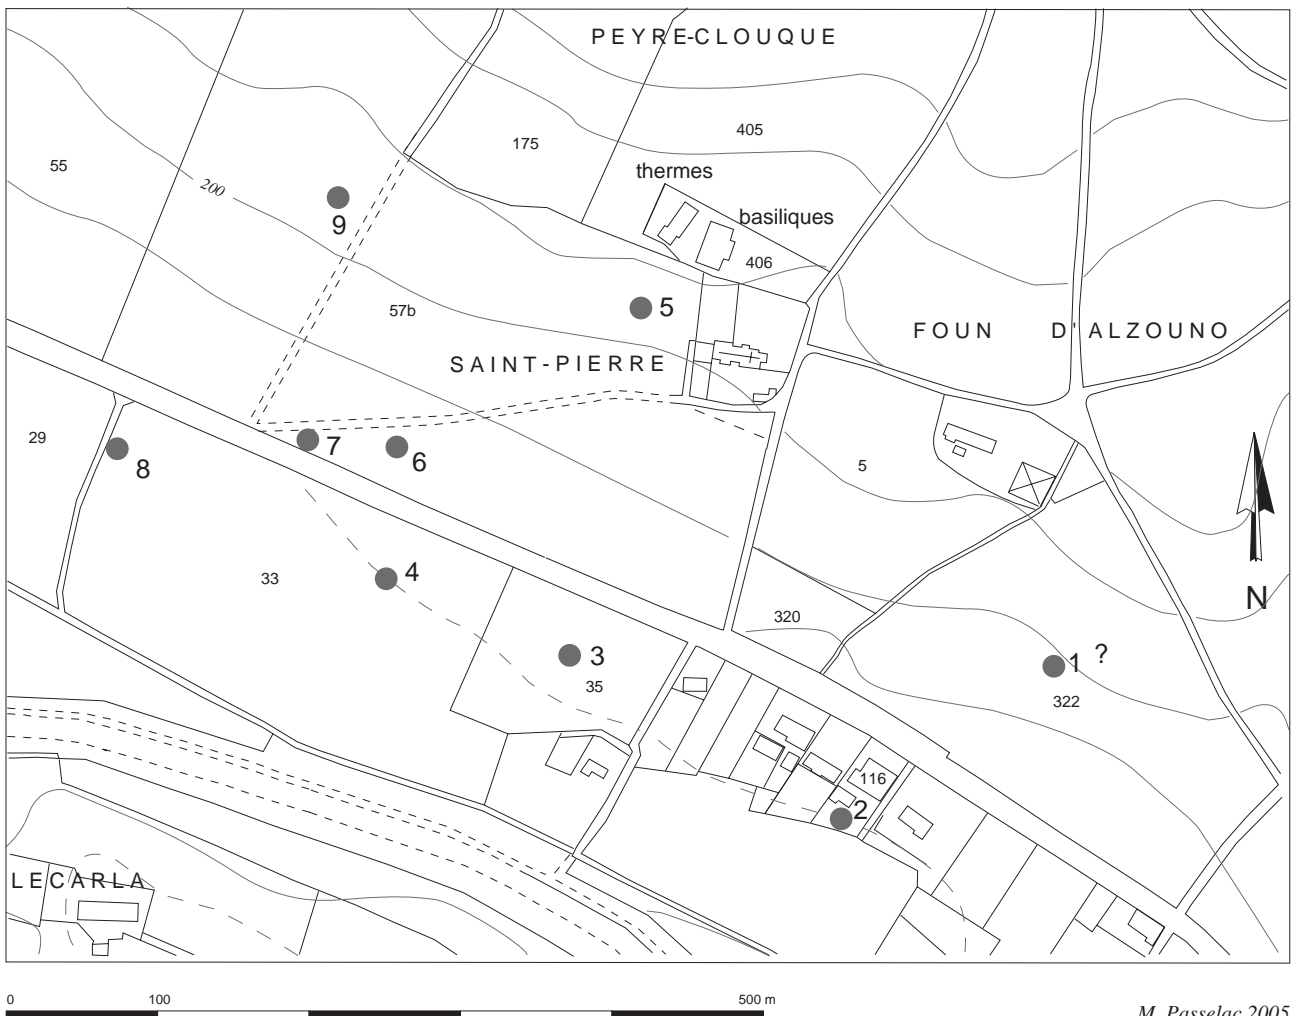 PEYRE-CLOUQUE
405
175
55
thermes
200
9
basiliques
406
57b
5
FOUN D'ALZOUNO
SAINT-PIERRE
29
7
6
8
5
33
4
N
320
3
1 ?
35
322
116
2
LECARLA
0 100 500 m
M. Passelac 2005